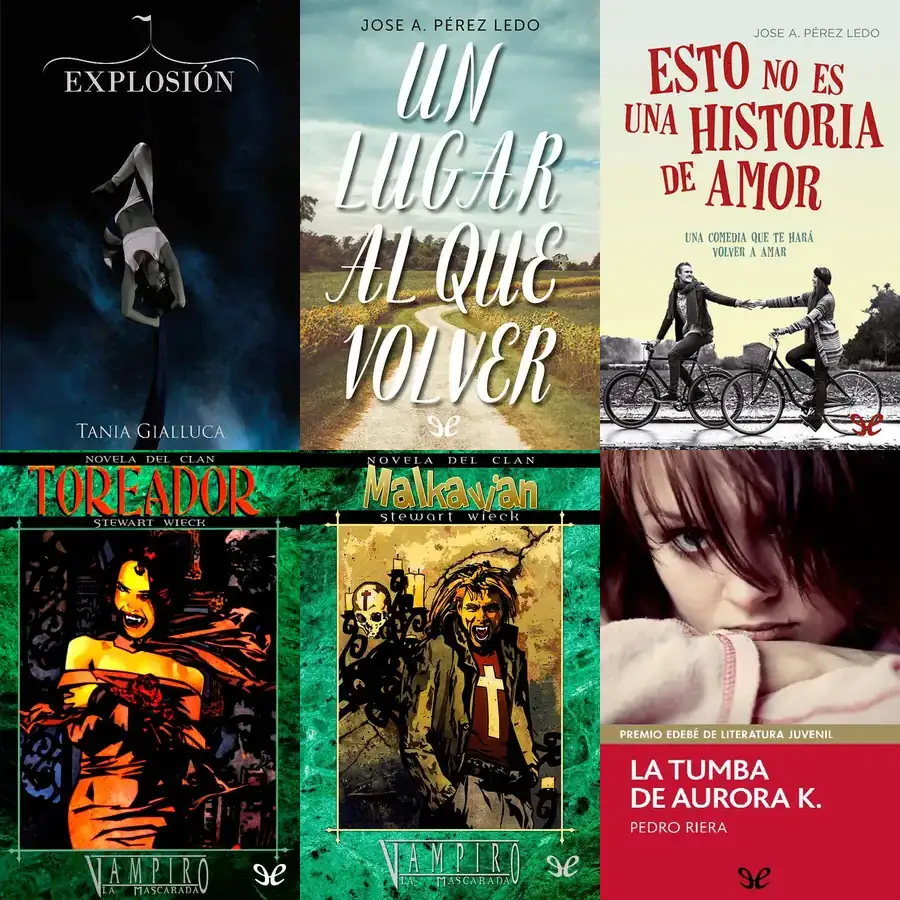 EXPLOSIÓN
TANIA GIALLUCA
JOSE A. PÉREZ LEDO
UN
LUGAR
AL QUE
VOLVER
JOSE A. PÉREZ LEDO
ESTO NO ES
UNA HISTORIA
DE AMOR
UNA COMEDIA QUE TE HARÁ
VOLVER A AMAR
NOVELA DEL CLAN
TOREADOR
STEWART WIECK
VAMPIRO
LA MASCARADA
NOVELA DEL CLAN
Malkavian
stewart wieck
VAMPIRO
LA MASCARADA
PREMIO EDEBÉ DE LITERATURA JUVENIL
LA TUMBA
DE AURORA K.
PEDRO RIERA